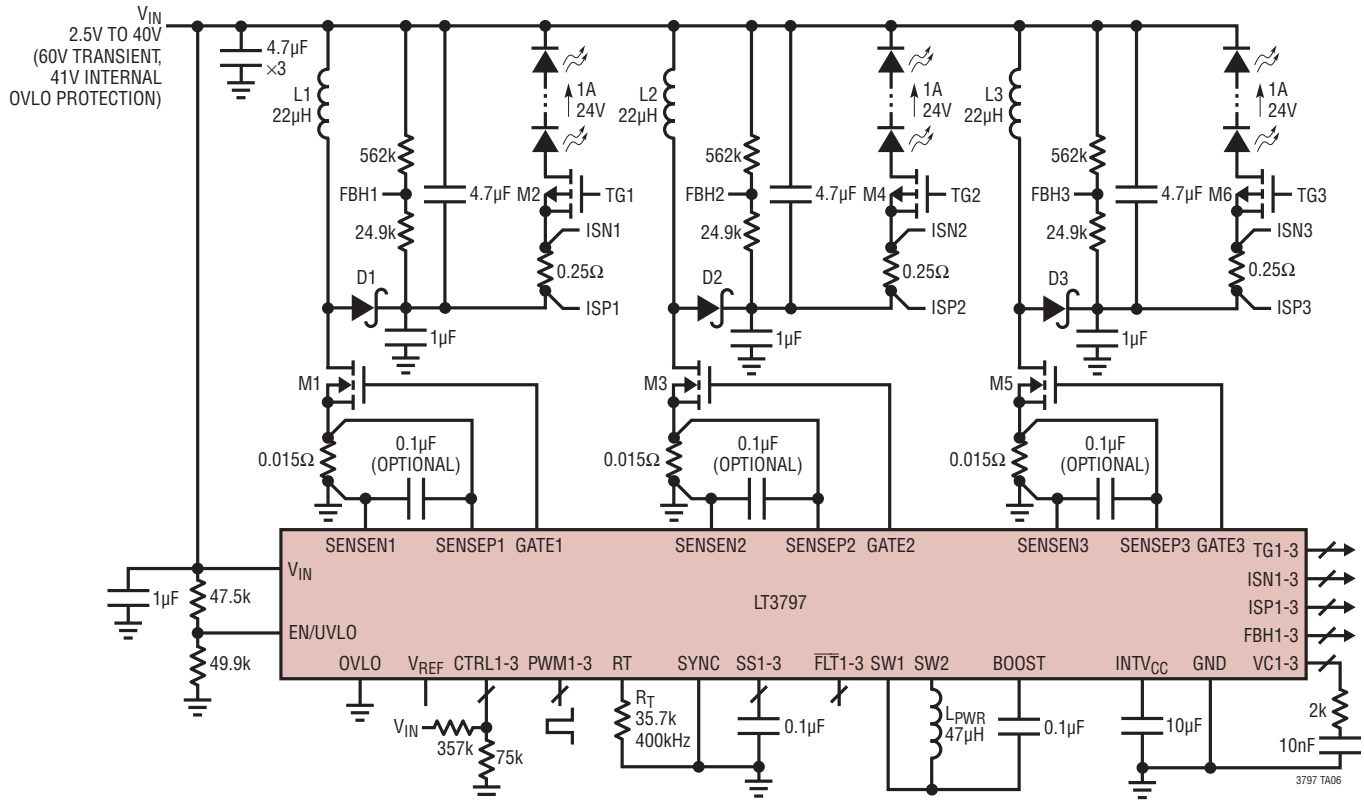 VIN
2.5V TO 40V
(60V TRANSIENT,
41V INTERNAL
OVLO PROTECTION)
4.7µF
×3
L1
22µH
562k
FBH1
24.9k
4.7µF
1A
24V
M2
TG1
ISN1
0.25Ω
ISP1
D1
1µF
M1
0.015Ω
0.1µF
(OPTIONAL)
L2
22µH
562k
FBH2
24.9k
4.7µF
1A
24V
M4
TG2
ISN2
0.25Ω
ISP2
D2
1µF
M3
0.015Ω
0.1µF
(OPTIONAL)
L3
22µH
562k
FBH3
24.9k
4.7µF
1A
24V
M6
TG3
ISN3
0.25Ω
ISP3
D3
1µF
M5
0.015Ω
0.1µF
(OPTIONAL)
SENSEN1 SENSEP1 GATE1 SENSEN2 SENSEP2 GATE2 SENSEN3 SENSEP3 GATE3
TG1-3
ISN1-3
ISP1-3
FBH1-3
VC1-3
VIN
EN/UVLO
LT3797
1µF
47.5k
49.9k
OVLO VREF CTRL1-3 PWM1-3 RT SYNC SS1-3 FLT1-3 SW1 SW2 BOOST INTVCC GND
VIN
357k
75k
RT
35.7k
400kHz
0.1µF
LPWR
47µH
0.1µF
10µF
2k
10nF
3797 TA06